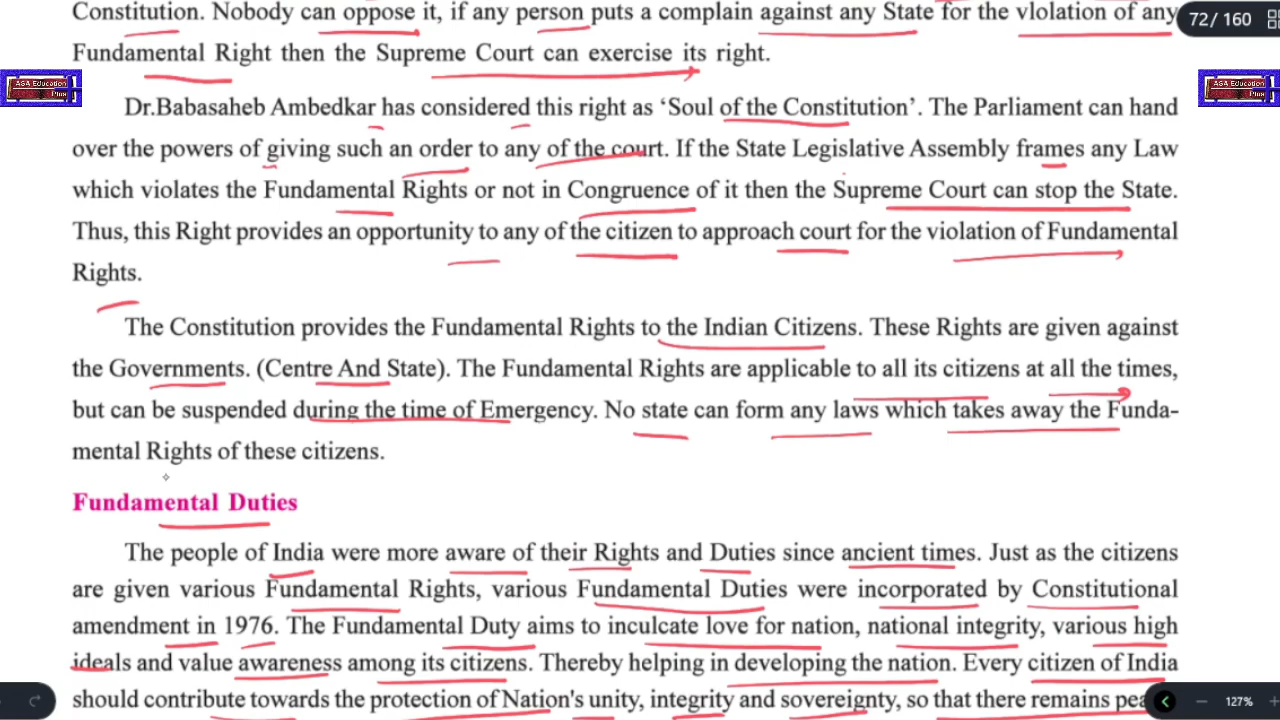 Constitution. Nobody can oppose it, if any person puts a complain against any State for the vlolation of any
72/ 160
Fundamental Right then the Supreme Court can exercise its right.
ASA Education Plus
ASA Education Plus
Dr.Babasaheb Ambedkar has considered this right as ‘Soul of the Constitution’. The Parliament can hand
over the powers of giving such an order to any of the court. If the State Legislative Assembly frames any Law
which violates the Fundamental Rights or not in Congruence of it then the Supreme Court can stop the State.
Thus, this Right provides an opportunity to any of the citizen to approach court for the violation of Fundamental
Rights.
The Constitution provides the Fundamental Rights to the Indian Citizens. These Rights are given against
the Governments. (Centre And State). The Fundamental Rights are applicable to all its citizens at all the times,
but can be suspended during the time of Emergency. No state can form any laws which takes away the Funda-
mental Rights of these citizens.
Fundamental Duties
The people of India were more aware of their Rights and Duties since ancient times. Just as the citizens
are given various Fundamental Rights, various Fundamental Duties were incorporated by Constitutional
amendment in 1976. The Fundamental Duty aims to inculcate love for nation, national integrity, various high
ideals and value awareness among its citizens. Thereby helping in developing the nation. Every citizen of India
should contribute towards the protection of Nation's unity, integrity and sovereignty, so that there remains pea
127%